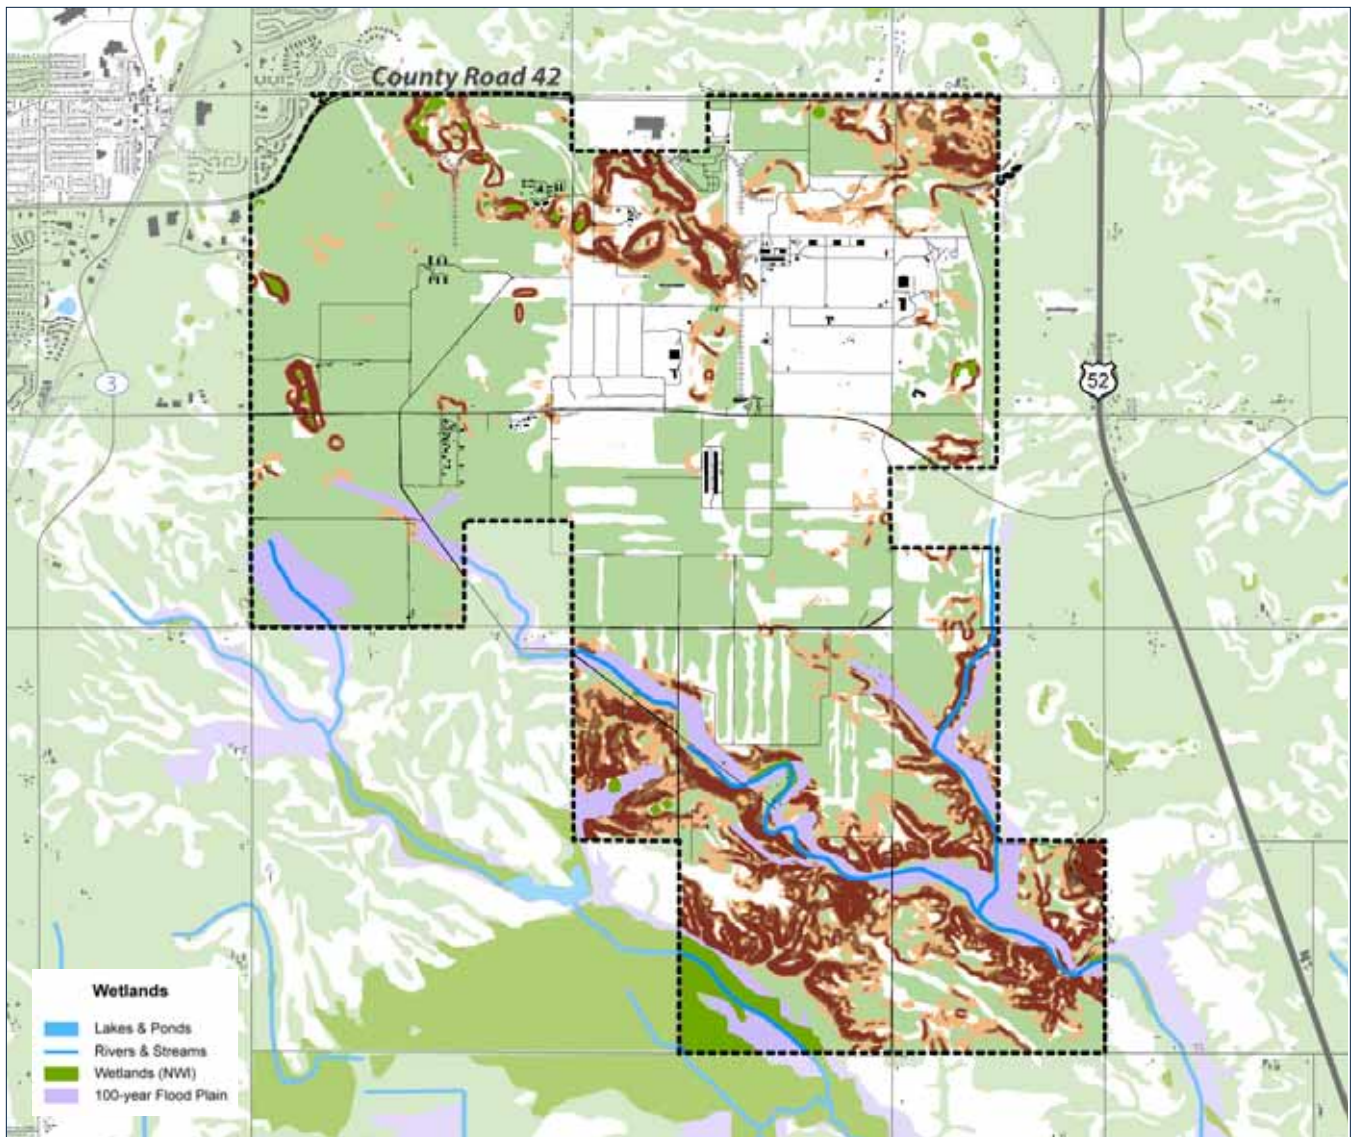 County Road 42
3
52
Wetlands
Lakes & Ponds
Rivers & Streams
Wetlands (NWI)
100-year Flood Plain